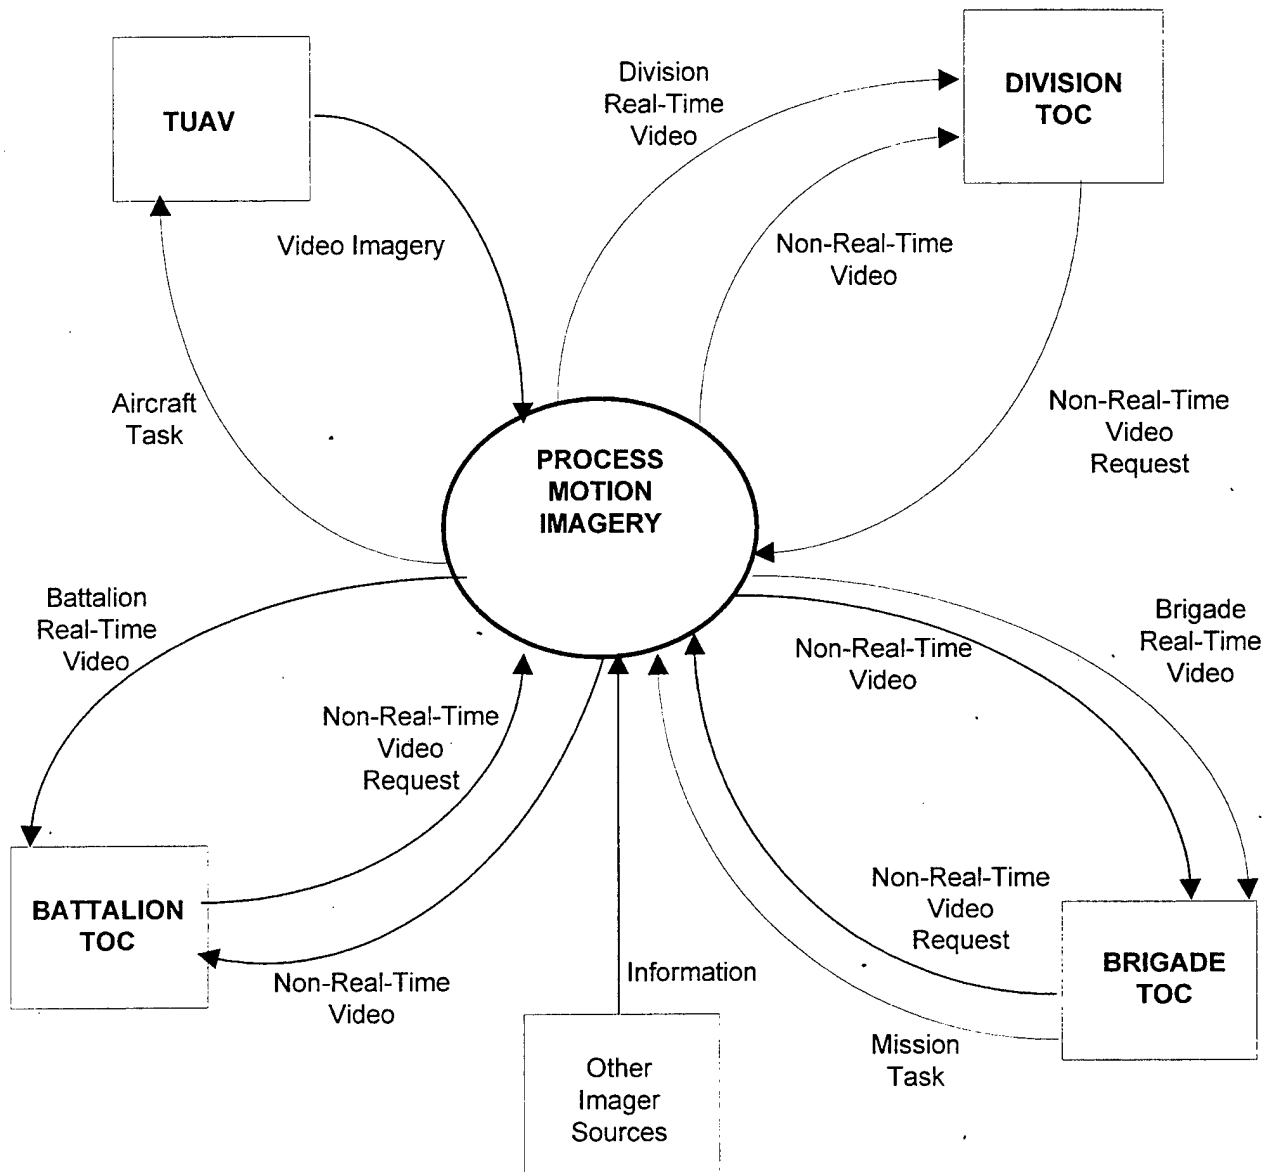 TUAV
Division
Real-Time
Video
DIVISION
TOC
Video Imagery
Non-Real-Time
Video
Aircraft
Task
Non-Real-Time
Video
Request
PROCESS
MOTION
IMAGERY
Battalion
Real-Time
Video
Non-Real-Time
Video
Brigade
Real-Time
Video
Non-Real-Time
Video
Request
Non-Real-Time
Video
Request
BATTALION
TOC
Non-Real-Time
Video
Information
BRIGADE
TOC
Mission
Task
Other
Imager
Sources